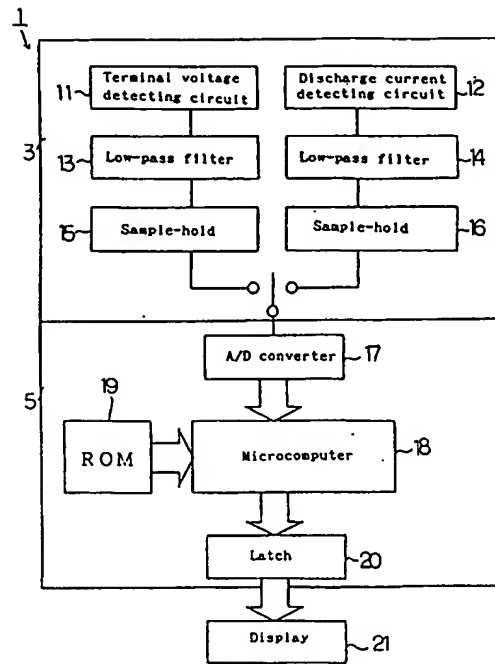 1
11
Terminal voltage
detecting circuit
Discharge current
detecting circuit
12
3
13
Low-pass filter
Low-pass filter
14
15
Sample-hold
Sample-hold
16
A/D converter
17
5
19
ROM
Microcomputer
18
Latch
20
Display
21